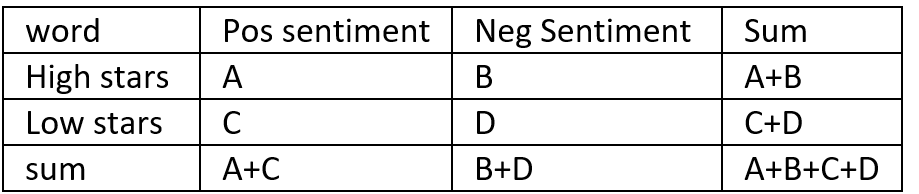 word Pos sentiment Neg Sentiment Sum
High stars A B A+B
Low stars C D C+D
sum A+C B+D A+B+C+D